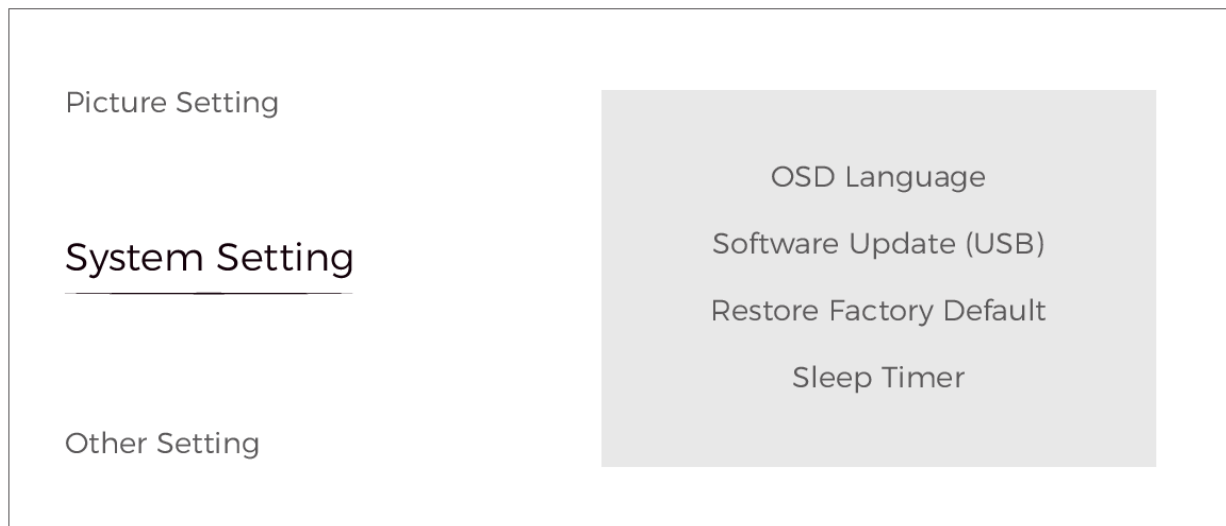 Picture Setting
System Setting
Other Setting
OSD Language
Software Update (USB)
Restore Factory Default
Sleep Timer